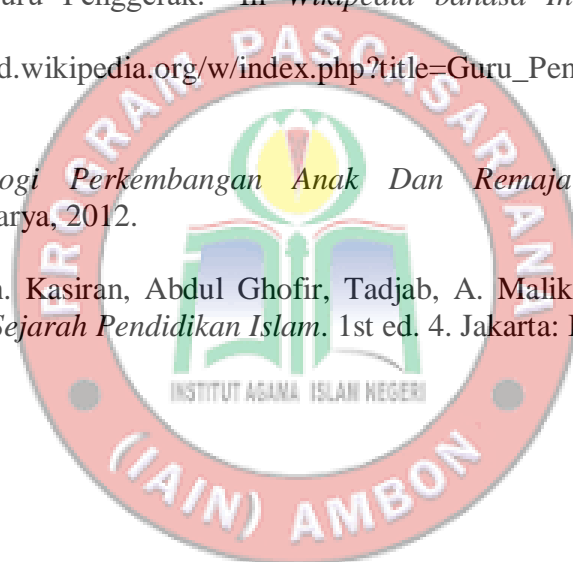 uru Penggerak." In Wikipedia bahasa In
d.wikipedia.org/w/index.php?title=Guru_Pen
PROGRAM PASCASARJANA
ogi Perkembangan Anak Dan Remaja
arya, 2012.
n. Kasiran, Abdul Ghofir, Tadjab, A. Malik
Sejarah Pendidikan Islam. 1st ed. 4. Jakarta:
INSTITUT AGAMA ISLAM NEGERI
(IAIN) AMBON